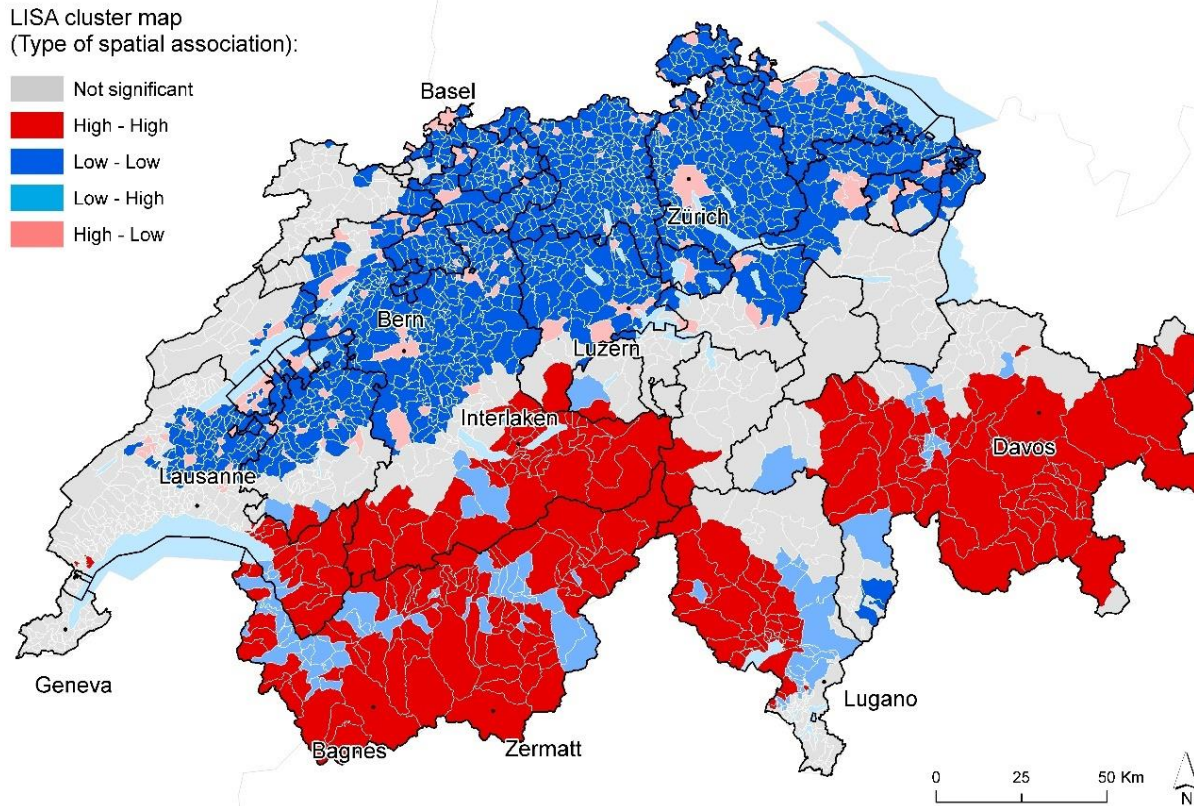 LISA cluster map
(Type of spatial association):
Not significant
High - High
Low - Low
Low - High
High - Low
Basel
Zürich
Bern
Luzern
Interlaken
Lausanne
Davos
Geneva
Lugano
Bagnes
Zermatt
0 25 50 Km
N